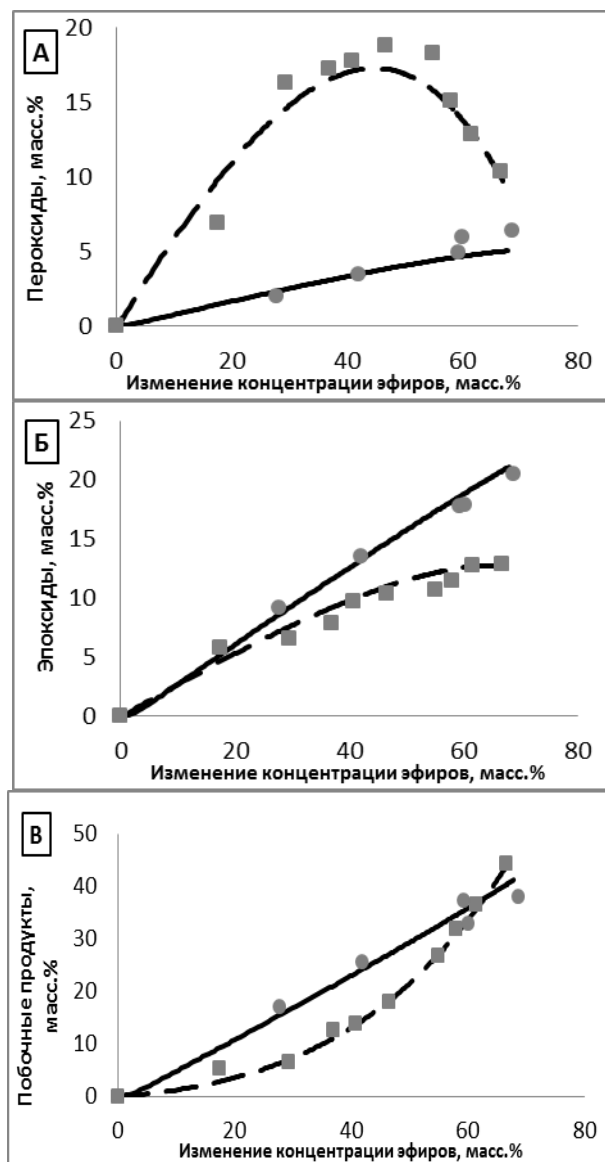 А
Пероксиды, масс.%
20
15
10
5
0
0 20 40 60 80
Изменение концентрации эфиров, масс.%
Б
Эпоксиды, масс.%
25
20
15
10
5
0
0 20 40 60 80
Изменение концентрации эфиров, масс.%
В
Побочные продукты,
масс.%
50
40
30
20
10
0
0 20 40 60 80
Изменение концентрации эфиров, масс.%